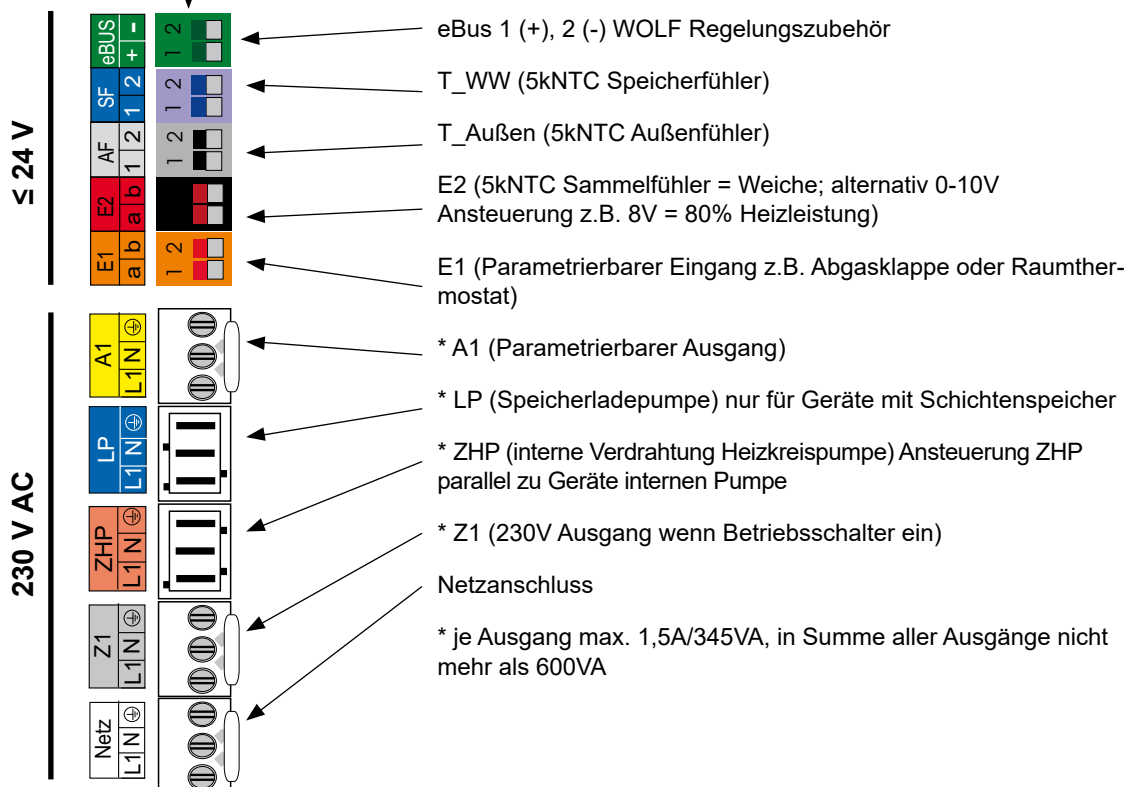 ≤ 24 V
eBUS
+ -
1 2
eBus 1 (+), 2 (-) WOLF Regelungszubehör
SF
1 2
1 2
T_WW (5kNTC Speicherfühler)
AF
1 2
1 2
T_Außen (5kNTC Außenfühler)
E2
a b
E2 (5kNTC Sammelfühler = Weiche; alternativ 0-10V
Ansteuerung z.B. 8V = 80% Heizleistung)
E1
a b
1 2
E1 (Parametrierbarer Eingang z.B. Abgasklappe oder Raumther-
mostat)
230 V AC
A1
L1 N
* A1 (Parametrierbarer Ausgang)
LP
L1 N
* LP (Speicherladepumpe) nur für Geräte mit Schichtenspeicher
ZHP
L1 N
* ZHP (interne Verdrahtung Heizkreispumpe) Ansteuerung ZHP
parallel zu Geräte internen Pumpe
Z1
L1 N
* Z1 (230V Ausgang wenn Betriebsschalter ein)
Netz
L1 N
Netzanschluss
* je Ausgang max. 1,5A/345VA, in Summe aller Ausgänge nicht
mehr als 600VA